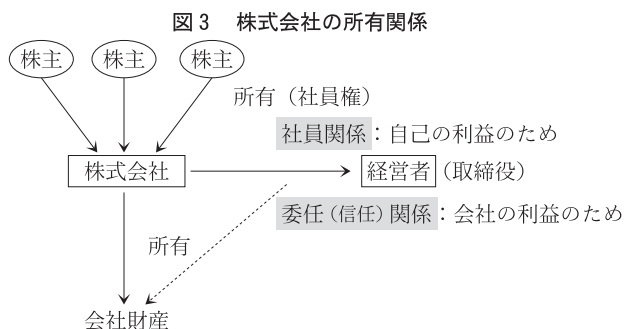 図3 株式会社の所有関係
株主 株主 株主
所有（社員権）
社員関係：自己の利益のため
株式会社 経営者（取締役）
委任（信任）関係：会社の利益のため
所有
会社財産